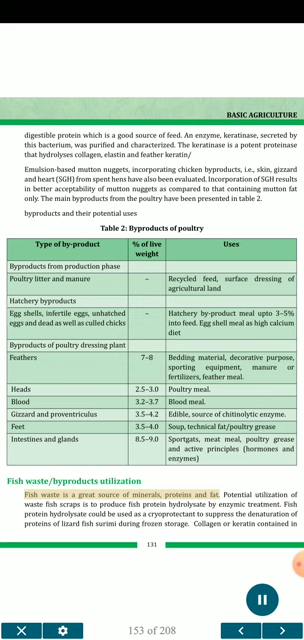 BASIC AGRICULTURE
digestible protein which is a good source of feed. An enzyme, keratinase, secreted by
this bacterium, was purified and characterized. The keratinase is a potent proteinase
that hydrolyses collagen, elastin and feather keratin/
Emulsion-based mutton nuggets, incorporating chicken byproducts, i.e., skin, gizzard
and heart (SGH) from spent hens have also been evaluated. Incorporation of SGH results
in better acceptability of mutton nuggets as compared to that containing mutton fat
only. The main byproducts from the poultry have been presented in table 2.
byproducts and their potential uses
Table 2: Byproducts of poultry
Type of by-product % of live weight Uses
Byproducts from production phase
Poultry litter and manure – Recycled feed, surface dressing of
agricultural land
Hatchery byproducts
Egg shells, infertile eggs, unhatched – Hatchery by-product meal upto 3–5%
eggs and dead as well as culled chicks into feed. Egg shell meal as high calcium
diet
Byproducts of poultry dressing plant
Feathers 7–8 Bedding material, decorative purpose,
sporting equipment, manure or
fertilizers, feather meal.
Heads 2.5–3.0 Poultry meal.
Blood 3.2–3.7 Blood meal.
Gizzard and proventriculus 3.5–4.2 Edible, source of chitinolytic enzyme.
Feet 3.5–4.0 Soup, technical fat/poultry grease
Intestines and glands 8.5–9.0 Sportgats, meat meal, poultry grease
and active principles (hormones and
enzymes)
Fish waste/byproducts utilization
Fish waste is a great source of minerals, proteins and fat. Potential utilization of
waste fish scraps is to produce fish protein hydrolysate by enzymic treatment. Fish
protein hydrolysate could be used as a cryoprotectant to suppress the denaturation of
proteins of lizard fish surimi during frozen storage. Collagen or keratin contained in
131
153 of 208